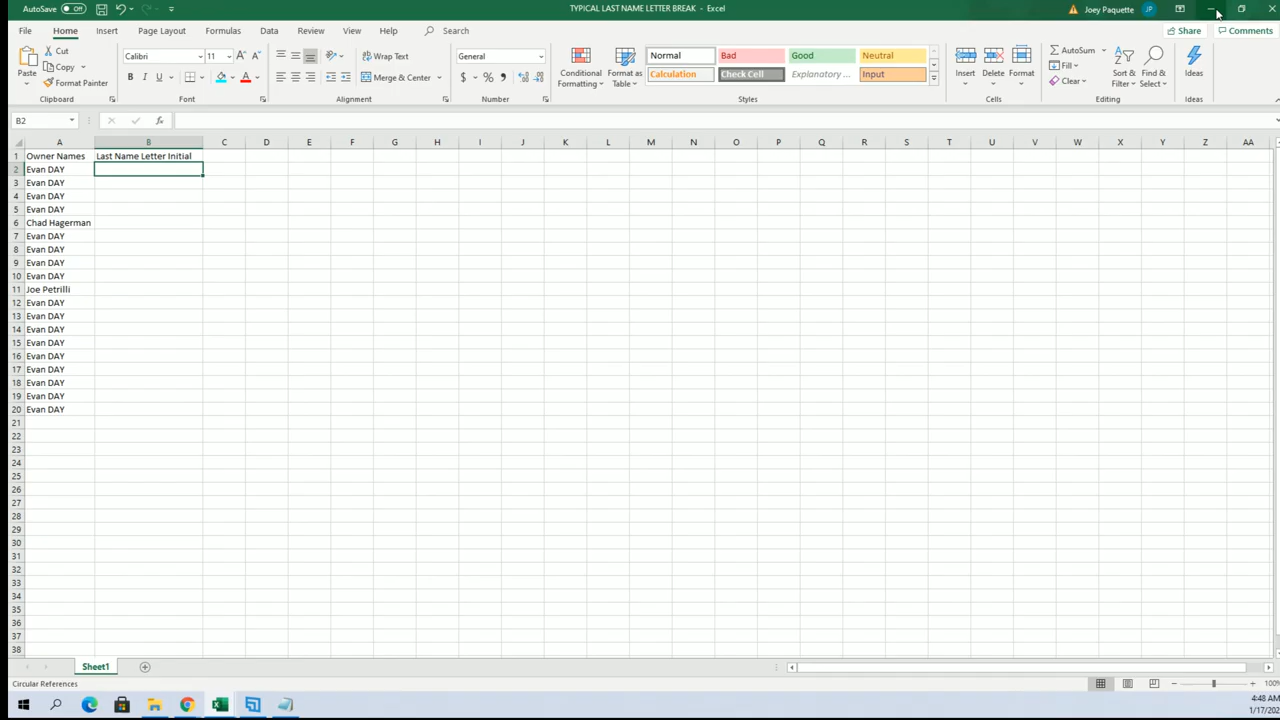 AutoSave Off TYPICAL LAST NAME LETTER BREAK - Excel Joey Paquette JP
File Home Insert Page Layout Formulas Data Review View Help Search Share Comments
Paste Cut Copy Format Painter Clipboard
Calibri 11 B I U A A Font
Wrap Text Merge & Center Alignment
General $ % , Number
Conditional Formatting Format as Table
Normal Bad Good Neutral
Calculation Check Cell Explanatory ... Input
Styles
Insert Delete Format Cells
AutoSum Fill Clear Sort & Filter Find & Select Editing
Ideas Ideas
B2 fx
A B C D E F G H I J K L M N O P Q R S T U V W X Y Z AA
1 Owner Names Last Name Letter Initial
2 Evan DAY
3 Evan DAY
4 Evan DAY
5 Evan DAY
6 Chad Hagerman
7 Evan DAY
8 Evan DAY
9 Evan DAY
10 Evan DAY
11 Joe Petrilli
12 Evan DAY
13 Evan DAY
14 Evan DAY
15 Evan DAY
16 Evan DAY
17 Evan DAY
18 Evan DAY
19 Evan DAY
20 Evan DAY
21
22
23
24
25
26
27
28
29
30
31
32
33
34
35
36
37
38
Sheet1
Circular References 100%
4:48 AM
1/17/202